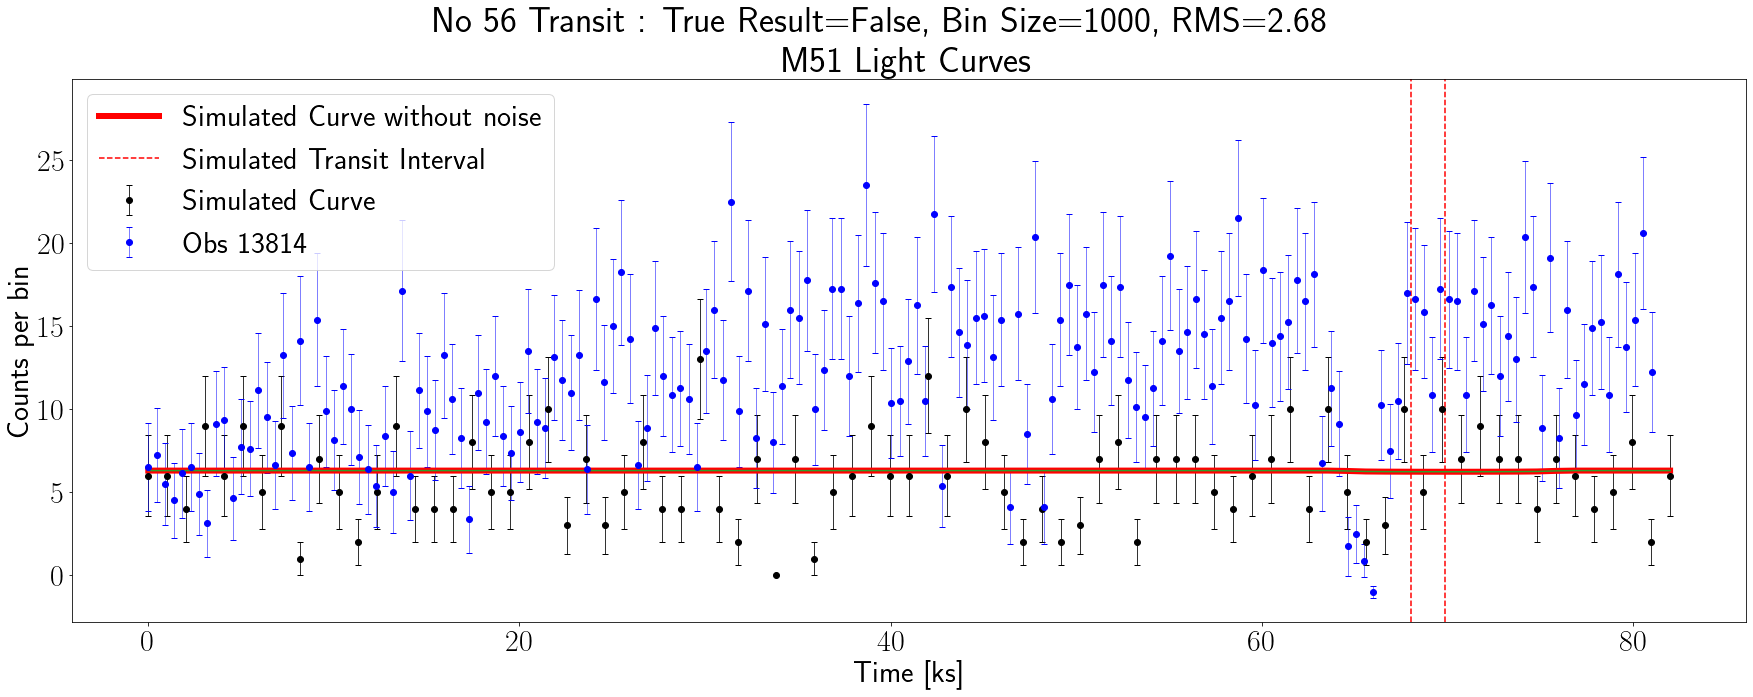 No 56 Transit : True Result=False, Bin Size=1000, RMS=2.68
M51 Light Curves
Simulated Curve without noise
Simulated Transit Interval
Simulated Curve
Obs 13814
Counts per bin
25
20
15
10
5
0
0 20 40 60 80
Time [ks]